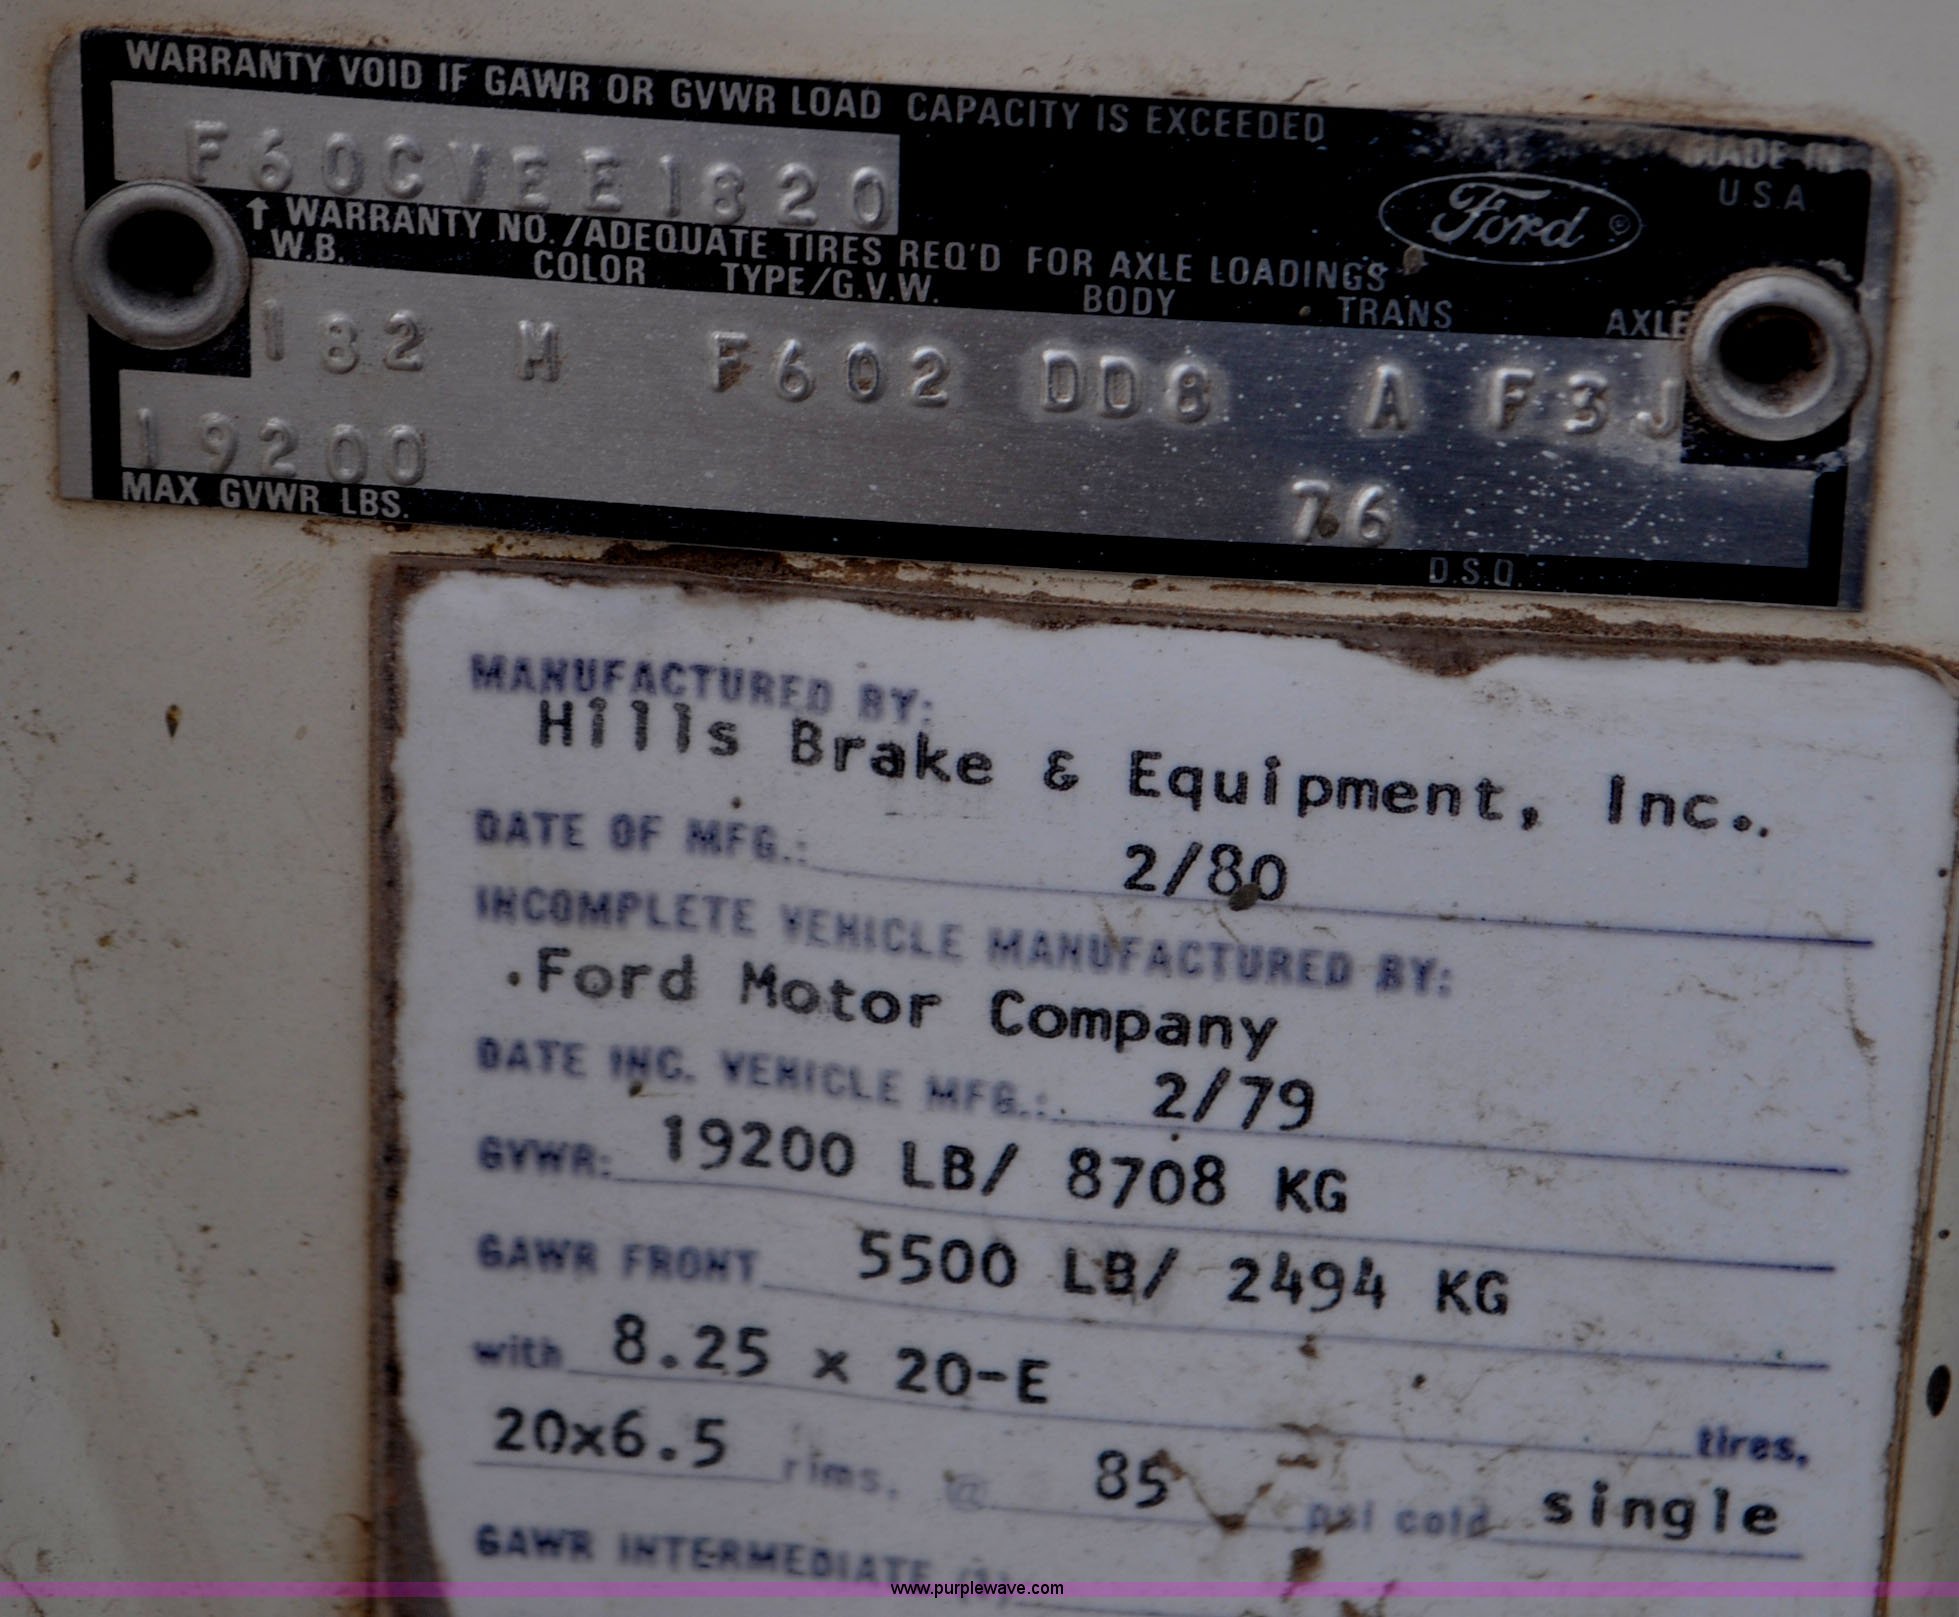 WARRANTY VOID IF GAWR OR GVWR LOAD CAPACITY IS EXCEEDED
MADE IN
U.S.A
F60CVEE1820
Ford
↑ WARRANTY NO./ADEQUATE TIRES REQ'D FOR AXLE LOADINGS
W.B. COLOR TYPE/G.V.W. BODY TRANS AXLE
182 M F602 DD8 A F3J
19200
76
MAX GVWR LBS.
D.S.O.
MANUFACTURED BY:
Hills Brake & Equipment, Inc..
DATE OF MFG.: 2/80
INCOMPLETE VEHICLE MANUFACTURED BY:
.Ford Motor Company
DATE INC. VEHICLE MFG.: 2/79
GVWR: 19200 LB/ 8708 KG
GAWR FRONT 5500 LB/ 2494 KG
with 8.25 x 20-E tires.
20x6.5 rims. @ 85 psi cold single
GAWR INTERMEDIATE (1)
www.purplewave.com